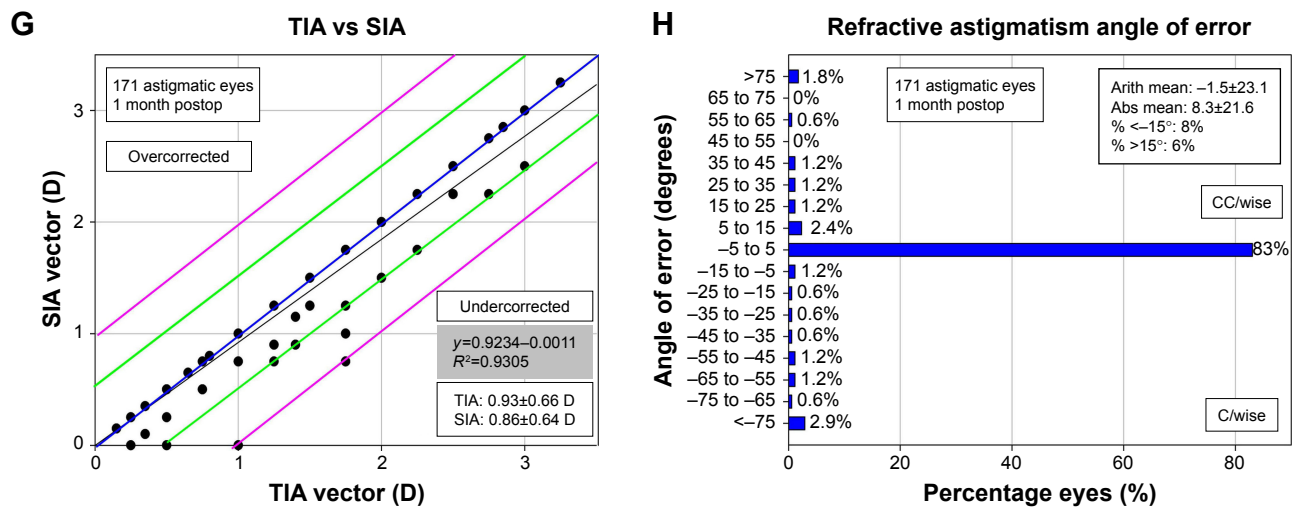 G
TIA vs SIA
171 astigmatic eyes
1 month postop
Overcorrected
Undercorrected
y=0.9234–0.0011
R²=0.9305
TIA: 0.93±0.66 D
SIA: 0.86±0.64 D
SIA vector (D)
3
2
1
0
0 1 2 3
TIA vector (D)
H
Refractive astigmatism angle of error
171 astigmatic eyes
1 month postop
Arith mean: –1.5±23.1
Abs mean: 8.3±21.6
% <–15°: 8%
% >15°: 6%
CC/wise
C/wise
Angle of error (degrees)
>75 1.8%
65 to 75 0%
55 to 65 0.6%
45 to 55 0%
35 to 45 1.2%
25 to 35 1.2%
15 to 25 1.2%
5 to 15 2.4%
–5 to 5 83%
–15 to –5 1.2%
–25 to –15 0.6%
–35 to –25 0.6%
–45 to –35 0.6%
–55 to –45 1.2%
–65 to –55 1.2%
–75 to –65 0.6%
<–75 2.9%
0 20 40 60 80
Percentage eyes (%)